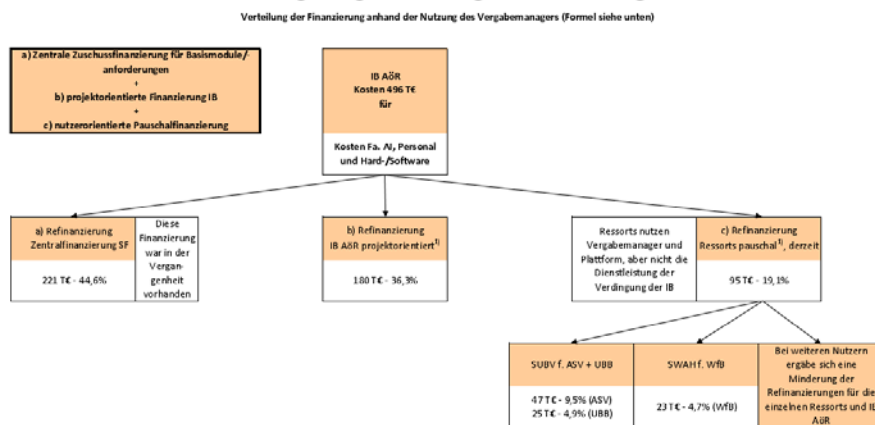 Verteilung der Finanzierung anhand der Nutzung des Vergabemanagers (Formel siehe unten)
a) Zentrale Zuschussfinanzierung für Basismodule/-
anforderungen
+
b) projektorientierte Finanzierung IB
+
c) nutzerorientierte Pauschalfinanzierung
IB AöR
Kosten 496 T€
für
Kosten Fa. AI, Personal
und Hard-/Software
a) Refinanzierung
Zentralfinanzierung SF
221 T€ - 44,6%
Diese
Finanzierung
war in der
Vergan-
genheit
vorhanden
b) Refinanzierung
IB AöR projektorientiert¹⁾
180 T€ - 36,3%
Ressorts nutzen
Vergabemanager und
Plattform, aber nicht die
Dienstleistung der
Verdingung der IB
c) Refinanzierung
Ressorts pauschal¹⁾, derzeit
95 T€ - 19,1%
SUBV f. ASV + UBB
47 T€ - 9,5% (ASV)
25 T€ - 4,9% (UBB)
SWAH f. WfB
23 T€ - 4,7% (WfB)
Bei weiteren Nutzern
ergäbe sich eine
Minderung der
Refinanzierungen für die
einzelnen Ressorts und IB
AöR